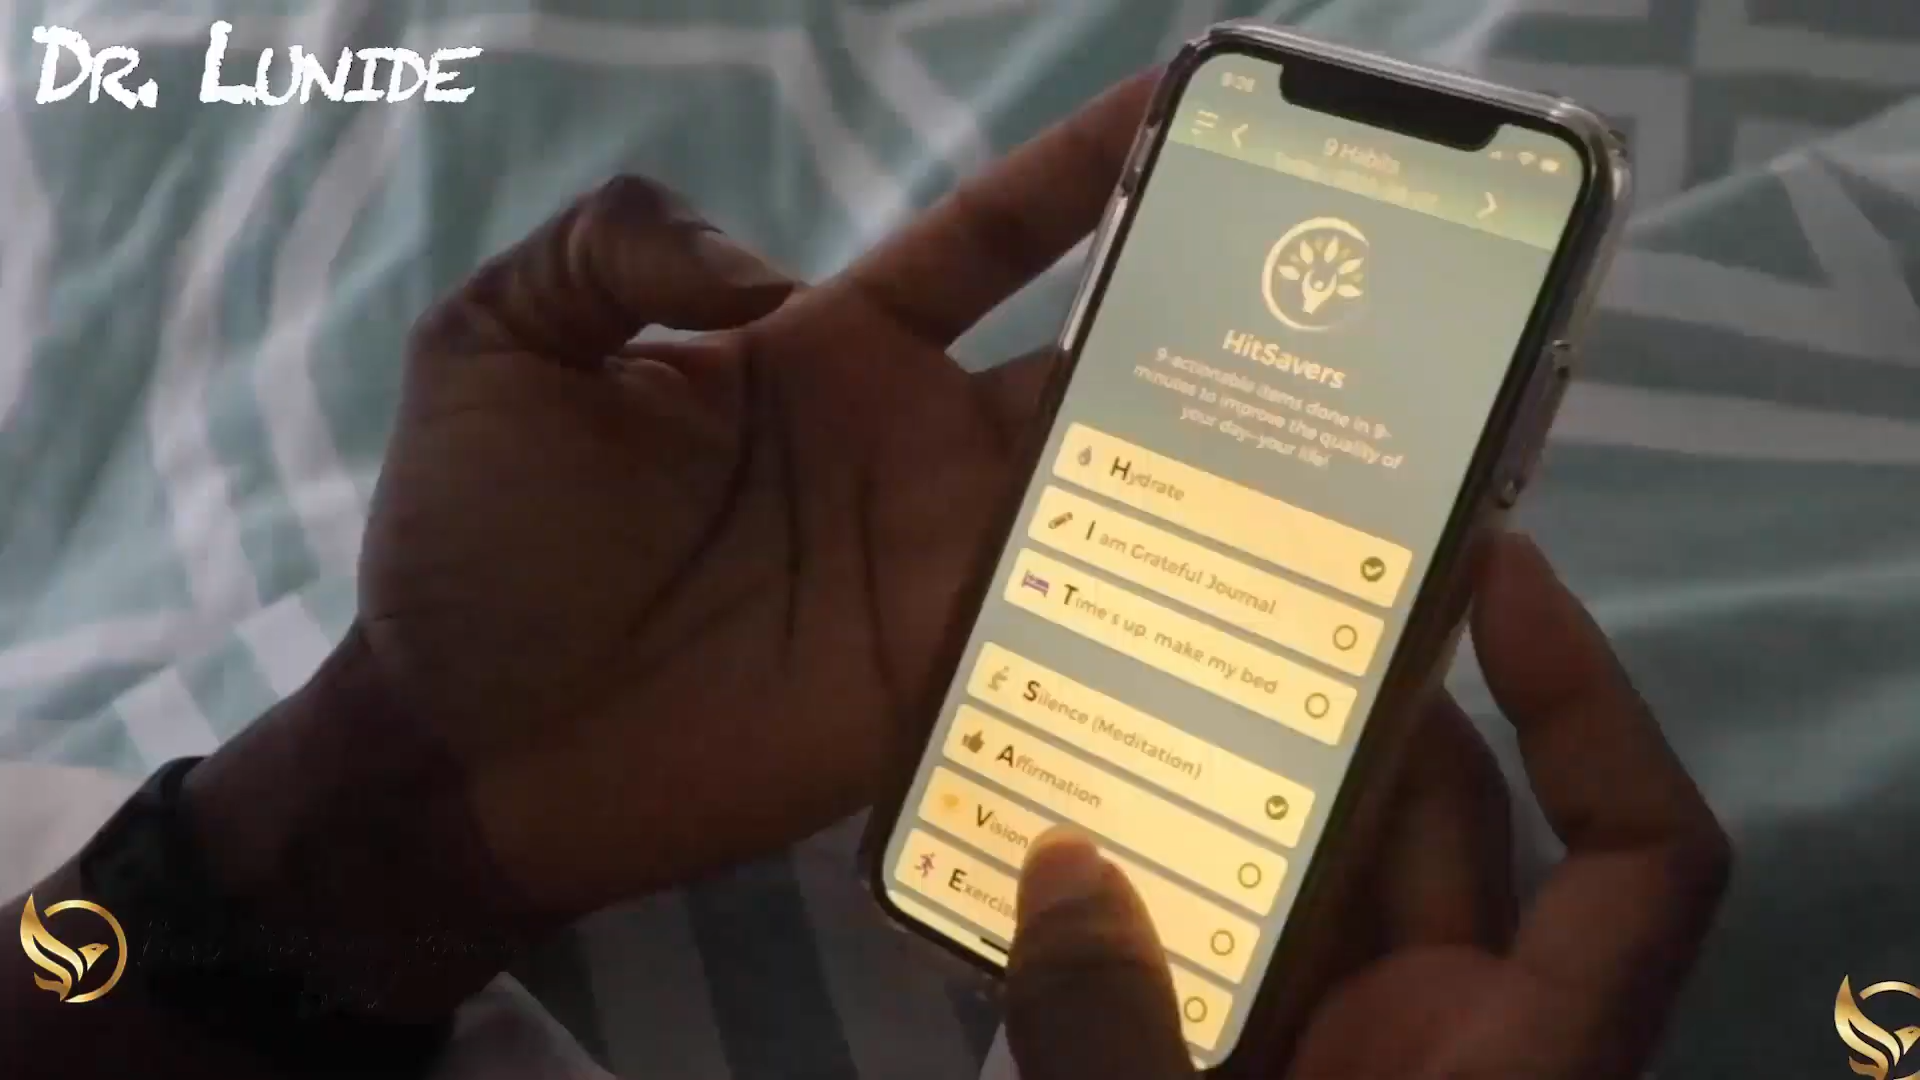 DR. LUNIDE
9 Habits
HitSavers
9-actionable items done in 9-
minutes to improve the quality of
your day--your life!
Hydrate
I am Grateful Journal
Time's up, make my bed
Silence (Meditation)
Affirmation
Vision
Exercise